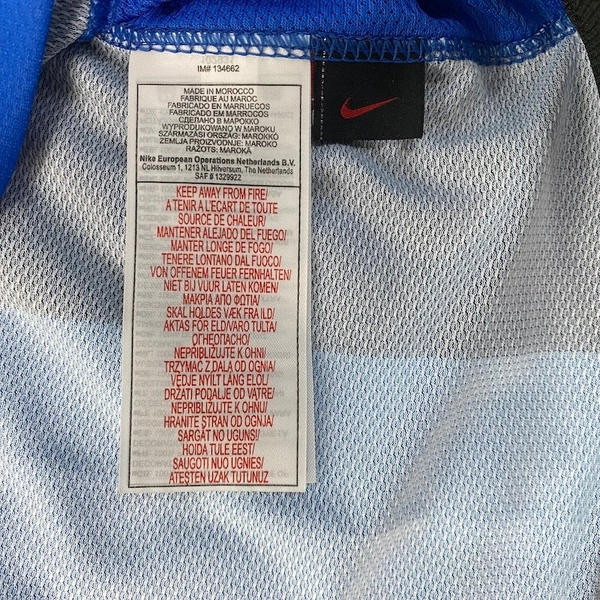 IM# 134662
MADE IN MOROCCO
FABRIQUE AU MAROC
FABRICADO EN MARRUECOS
FABRICADO EM MARROCOS
СДЕЛАНО В МАРОККО
WYPRODUKOWANO W MAROKU
SZÁRMAZÁSI ORSZÁG: MAROKKÓ
ZEMLJA PROIZVODNJE: MAROKO
RAŽOTS: MAROKĀ
Nike European Operations Netherlands B.V.
Colosseum 1, 1213 NL Hilversum, The Netherlands
SAF # 1329922
KEEP AWAY FROM FIRE/
A TENIR A L'ECART DE TOUTE
SOURCE DE CHALEUR/
MANTENER ALEJADO DEL FUEGO/
MANTER LONGE DE FOGO/
TENERE LONTANO DAL FUOCO/
VON OFFENEM FEUER FERNHALTEN/
NIET BIJ VUUR LATEN KOMEN/
ΜΑΚΡΙΑ ΑΠΟ ΦΩΤΙΑ/
SKAL HOLDES VÆK FRA ILD/
AKTAS FÖR ELD/VARO TULTA/
ОГНЕОПАСНО/
NEPRIBLIŽUJTE K OHNI/
TRZYMAĆ Z DALA OD OGNIA/
VÉDJE NYÍLT LÁNG ELŐL/
DRŽATI PODALJE OD VATRE/
NEPRIBLIŽUJTE K OHNU/
HRANITE STRAN OD OGNJA/
SARGĀT NO UGUNS!/
HOIDA TULE EEST/
SAUGOTI NUO UGNIES/
ATEŞTEN UZAK TUTUNUZ